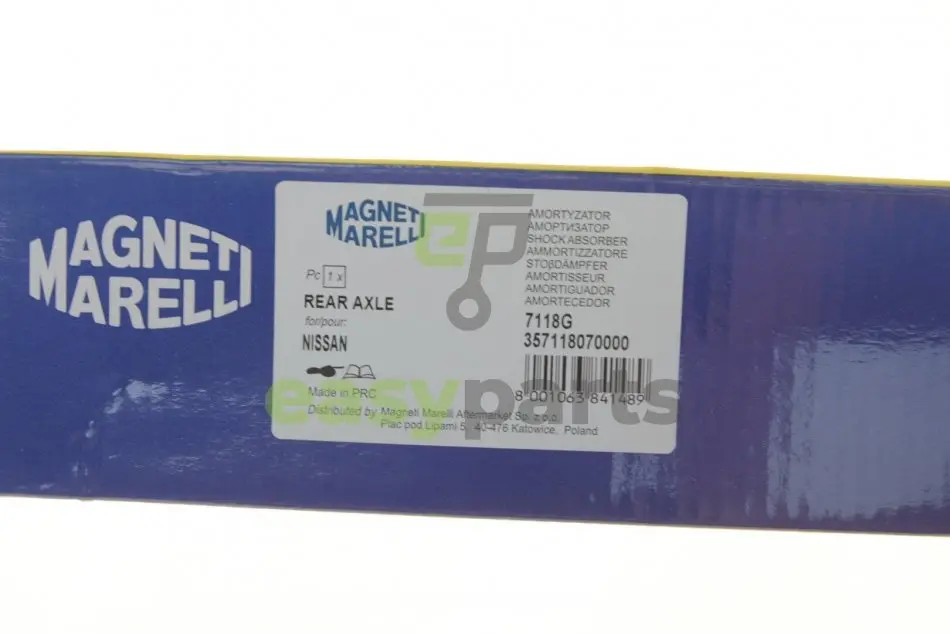 MAGNETI
MARELLI
MAGNETI
MARELLI
Pc 1 x
REAR AXLE
for/pour:
NISSAN
Made in PRC
Distributed by Magneti Marelli Aftermarket Sp. z.o.o.
Plac pod Lipami 5, 40-476 Katowice, Poland
AMORTYZATOR
АМОРТИЗАТОР
SHOCK ABSORBER
AMMORTIZZATORE
STOβDÄMPFER
AMORTISSEUR
AMORTIGUADOR
AMORTECEDOR
7118G
357118070000
8 001063 841489
ep
easyparts